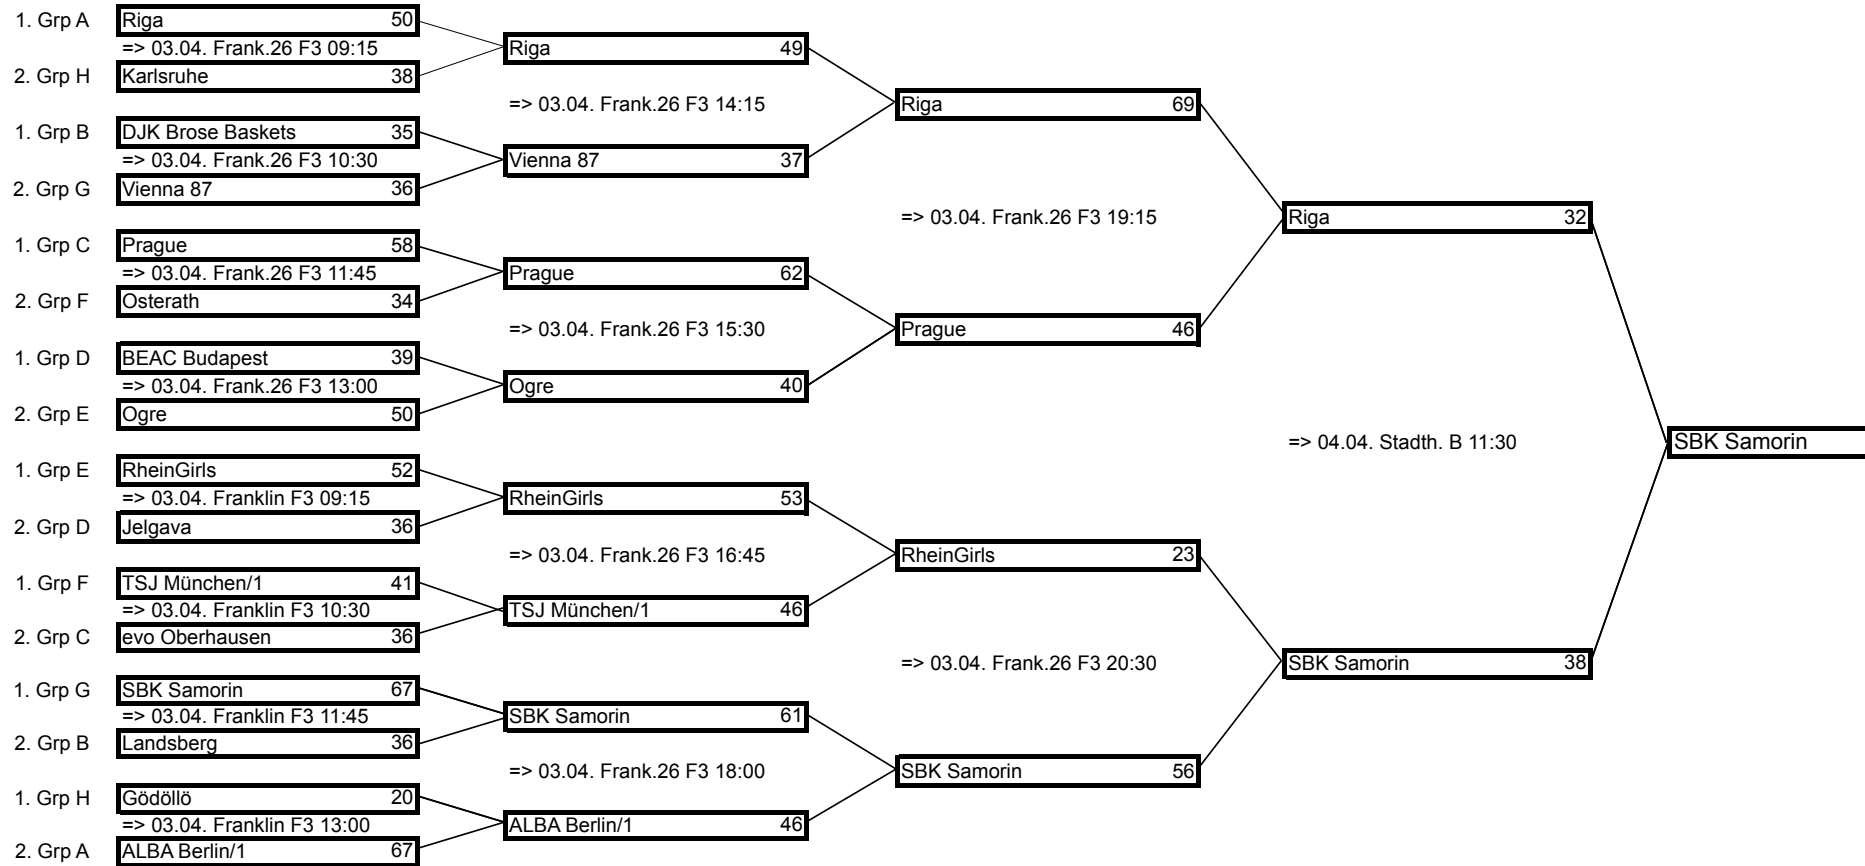 1. Grp A Riga 50
=> 03.04. Frank.26 F3 09:15
2. Grp H Karlsruhe 38
1. Grp B DJK Brose Baskets 35
=> 03.04. Frank.26 F3 10:30
2. Grp G Vienna 87 36
1. Grp C Prague 58
=> 03.04. Frank.26 F3 11:45
2. Grp F Osterath 34
1. Grp D BEAC Budapest 39
=> 03.04. Frank.26 F3 13:00
2. Grp E Ogre 50
1. Grp E RheinGirls 52
=> 03.04. Franklin F3 09:15
2. Grp D Jelgava 36
1. Grp F TSJ München/1 41
=> 03.04. Franklin F3 10:30
2. Grp C evo Oberhausen 36
1. Grp G SBK Samorin 67
=> 03.04. Franklin F3 11:45
2. Grp B Landsberg 36
1. Grp H Gödöllö 20
=> 03.04. Franklin F3 13:00
2. Grp A ALBA Berlin/1 67
Riga 49
=> 03.04. Frank.26 F3 14:15
Vienna 87 37
Prague 62
=> 03.04. Frank.26 F3 15:30
Ogre 40
RheinGirls 53
=> 03.04. Frank.26 F3 16:45
TSJ München/1 46
SBK Samorin 61
=> 03.04. Frank.26 F3 18:00
ALBA Berlin/1 46
Riga 69
=> 03.04. Frank.26 F3 19:15
Prague 46
RheinGirls 23
=> 03.04. Frank.26 F3 20:30
SBK Samorin 56
Riga 32
=> 04.04. Stadth. B 11:30
SBK Samorin 38
SBK Samorin